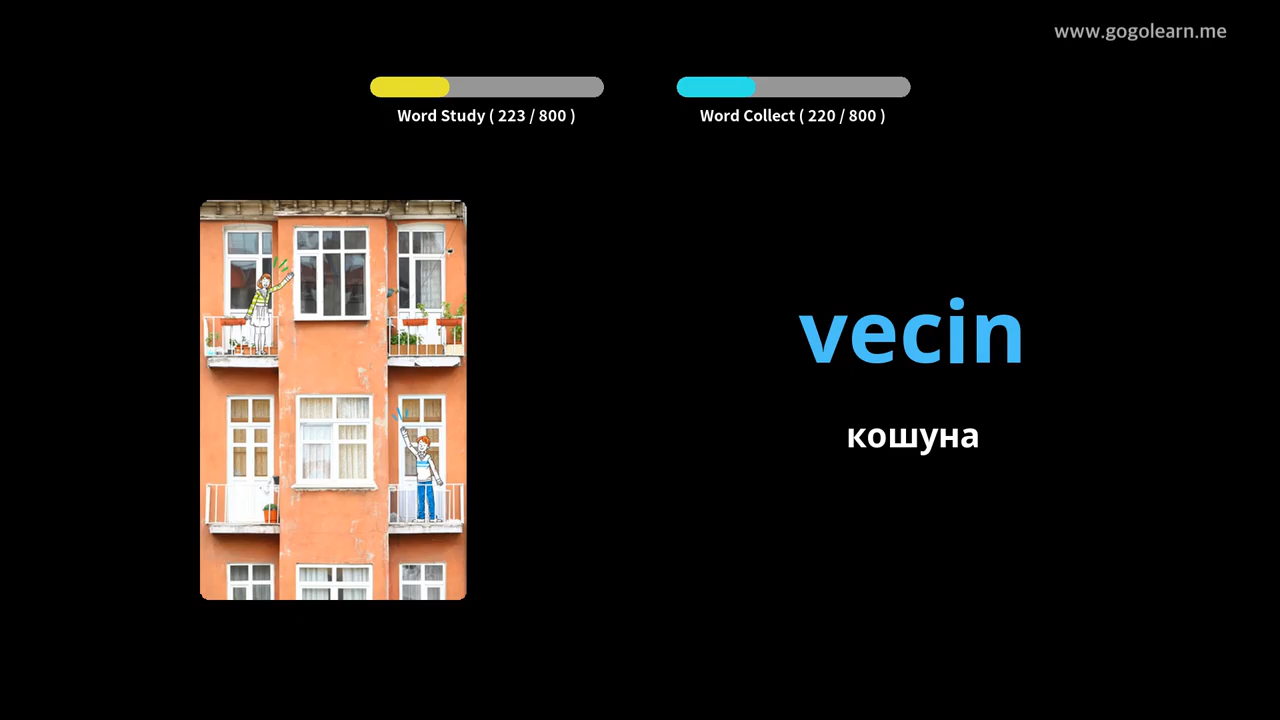 www.gogolearn.me
Word Study ( 223 / 800 )
Word Collect ( 220 / 800 )
vecin
кошуна